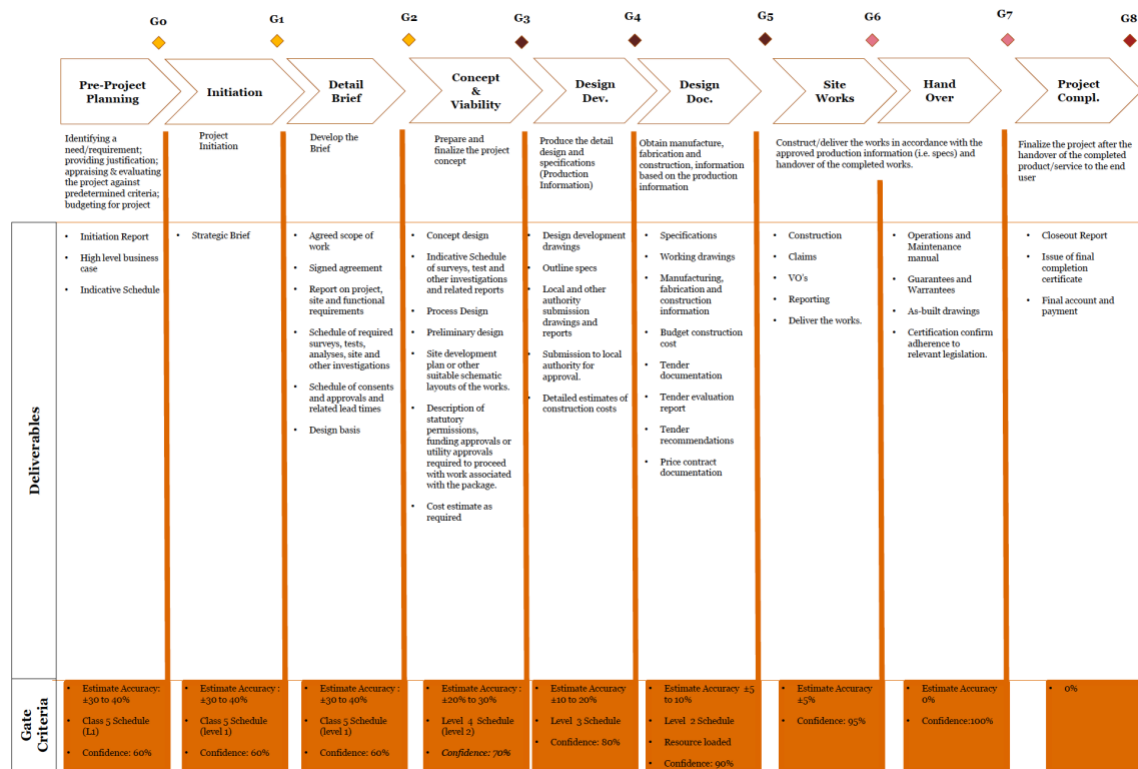 G0
G1
G2
G3
G4
G5
G6
G7
G8
Pre-Project
Planning
Initiation
Detail
Brief
Concept
&
Viability
Design
Dev.
Design
Doc.
Site
Works
Hand
Over
Project
Compl.
Identifying a
need/requirement;
providing justification;
appraising & evaluating
the project against
predetermined criteria;
budgeting for project
Project
Initiation
Develop the
Brief
Prepare and
finalize the project
concept
Produce the detail
design and
specifications
(Production
Information)
Obtain manufacture,
fabrication and
construction, information
based on the production
information
Construct/deliver the works in accordance with the
approved production information (i.e. specs) and
handover of the completed works.
Finalize the project after the
handover of the completed
product/service to the end
user
Deliverables
• Initiation Report
• High level business
case
• Indicative Schedule
• Strategic Brief
• Agreed scope of
work
• Signed agreement
• Report on project,
site and functional
requirements
• Schedule of required
surveys, tests,
analyses, site and
other investigations
• Schedule of consents
and approvals and
related lead times
• Design basis
• Concept design
• Indicative Schedule
of surveys, test and
other investigations
and related reports
• Process Design
• Preliminary design
• Site development
plan or other
suitable schematic
layouts of the works.
• Description of
statutory
permissions,
funding approvals or
utility approvals
required to proceed
with work associated
with the package.
• Cost estimate as
required
• Design development
drawings
• Outline specs
• Local and other
authority
submission
drawings and
reports
• Submission to local
authority for
approval.
• Detailed estimates of
construction costs
• Specifications
• Working drawings
• Manufacturing,
fabrication and
construction
information
• Budget construction
cost
• Tender
documentation
• Tender evaluation
report
• Tender
recommendations
• Price contract
documentation
• Construction
• Claims
• VO's
• Reporting
• Deliver the works.
• Operations and
Maintenance
manual
• Guarantees and
Warrantees
• As-built drawings
• Certification confirm
adherence to
relevant legislation.
• Closeout Report
• Issue of final
completion
certificate
• Final account and
payment
Gate
Criteria
• Estimate Accuracy:
±30 to 40%
• Class 5 Schedule
(L1)
• Confidence: 60%
• Estimate Accuracy :
±30 to 40%
• Class 5 Schedule
(level 1)
• Confidence: 60%
• Estimate Accuracy :
±30 to 40%
• Class 5 Schedule
(level 1)
• Confidence: 60%
• Estimate Accuracy :
±20% to 30%
• Level 4 Schedule
(level 2)
• Confidence: 70%
• Estimate Accuracy
±10 to 20%
• Level 3 Schedule
• Confidence: 80%
• Estimate Accuracy ±5
to 10%
• Level 2 Schedule
• Resource loaded
• Confidence: 90%
• Estimate Accuracy
±5%
• Confidence: 95%
• Estimate Accuracy
0%
• Confidence:100%
• 0%